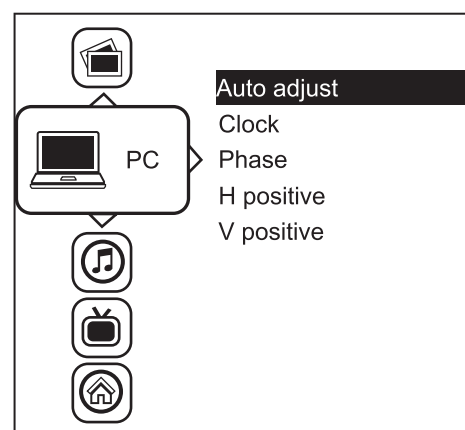 PC
Auto adjust
Clock
Phase
H positive
V positive